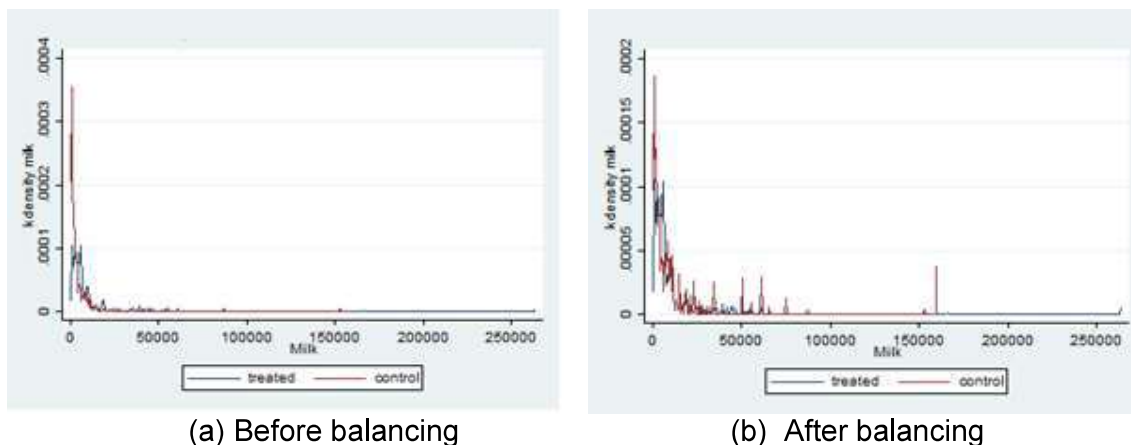 kdensity milk
.0004
.0003
.0002
.0001
0
0 50000 100000 150000 200000 250000
Milk
treated control
(a) Before balancing
kdensity milk
.0002
.00015
.0001
.00005
0
0 50000 100000 150000 200000 250000
Milk
treated control
(b) After balancing